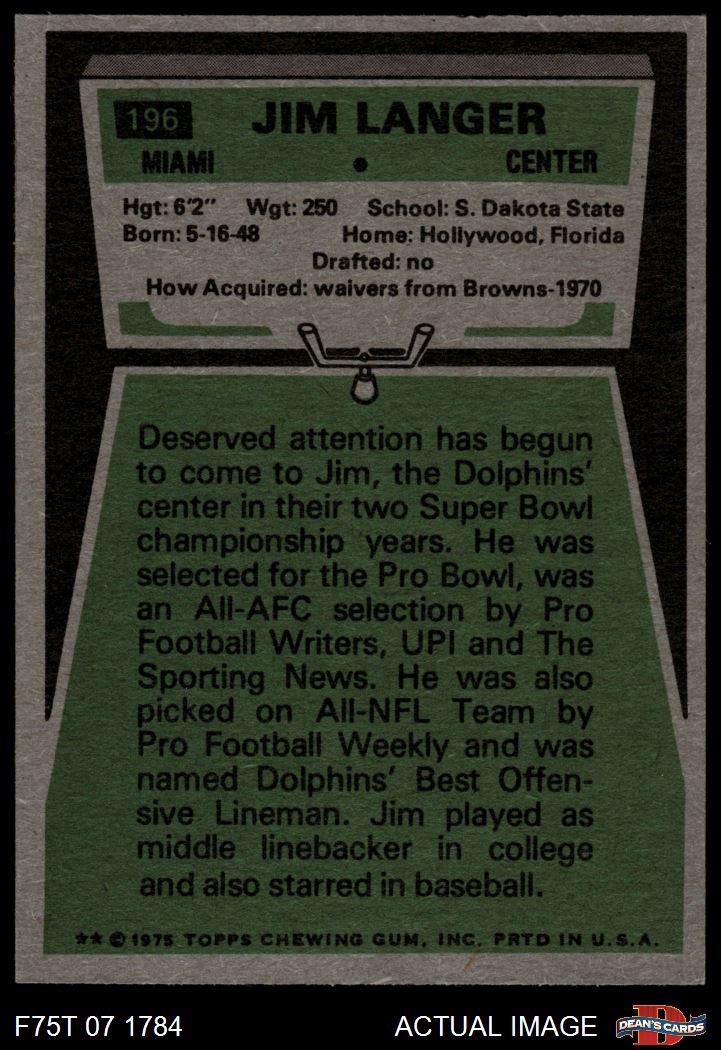 196 JIM LANGER
MIAMI • CENTER
Hgt: 6'2" Wgt: 250 School: S. Dakota State
Born: 5-16-48 Home: Hollywood, Florida
Drafted: no
How Acquired: waivers from Browns-1970
Deserved attention has begun
to come to Jim, the Dolphins'
center in their two Super Bowl
championship years. He was
selected for the Pro Bowl, was
an All-AFC selection by Pro
Football Writers, UPI and The
Sporting News. He was also
picked on All-NFL Team by
Pro Football Weekly and was
named Dolphins' Best Offen-
sive Lineman. Jim played as
middle linebacker in college
and also starred in baseball.
★★ © 1975 TOPPS CHEWING GUM, INC. PRTD IN U.S.A.
F75T 07 1784 ACTUAL IMAGE D DEAN'S CARDS